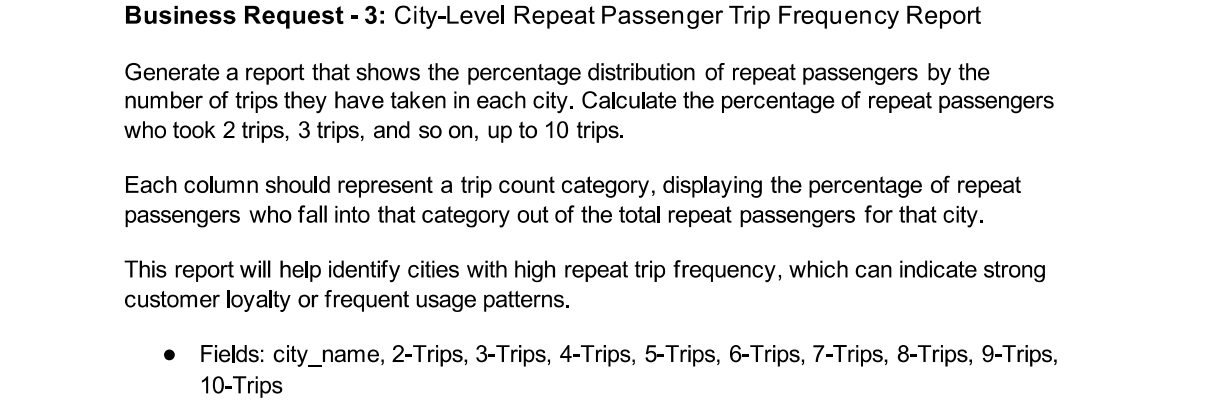 Business Request - 3: City-Level Repeat Passenger Trip Frequency Report
Generate a report that shows the percentage distribution of repeat passengers by the
number of trips they have taken in each city. Calculate the percentage of repeat passengers
who took 2 trips, 3 trips, and so on, up to 10 trips.
Each column should represent a trip count category, displaying the percentage of repeat
passengers who fall into that category out of the total repeat passengers for that city.
This report will help identify cities with high repeat trip frequency, which can indicate strong
customer loyalty or frequent usage patterns.
● Fields: city_name, 2-Trips, 3-Trips, 4-Trips, 5-Trips, 6-Trips, 7-Trips, 8-Trips, 9-Trips,
10-Trips